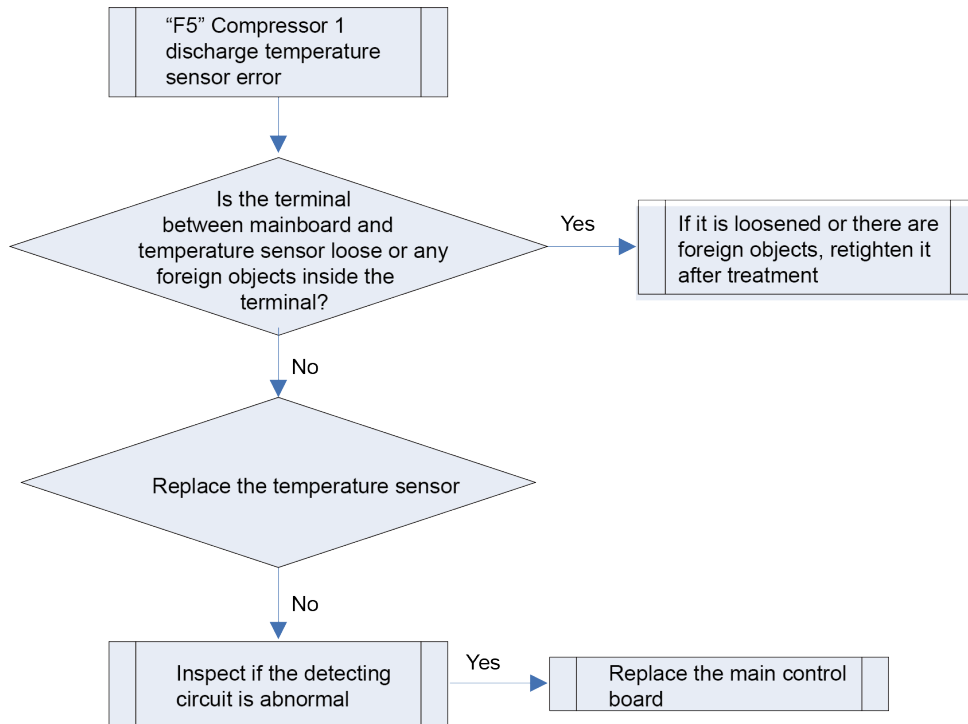 “F5” Compressor 1
discharge temperature
sensor error
Is the terminal
between mainboard and
temperature sensor loose or any
foreign objects inside the
terminal?
Yes
If it is loosened or there are
foreign objects, retighten it
after treatment
No
Replace the temperature sensor
No
Inspect if the detecting
circuit is abnormal
Yes
Replace the main control
board